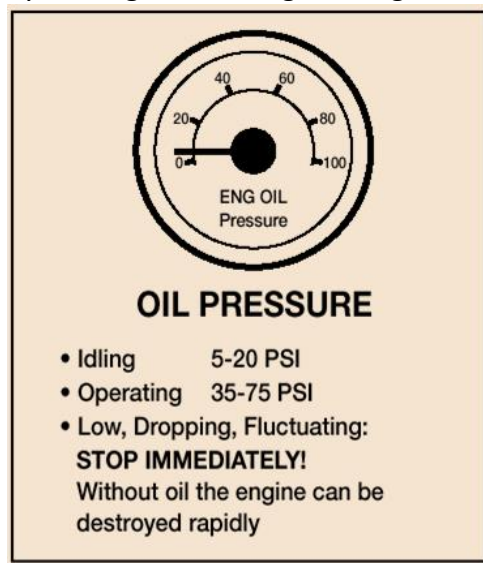 40 60
20 80
0 100
ENG OIL
Pressure
OIL PRESSURE
• Idling 5-20 PSI
• Operating 35-75 PSI
• Low, Dropping, Fluctuating:
STOP IMMEDIATELY!
Without oil the engine can be
destroyed rapidly